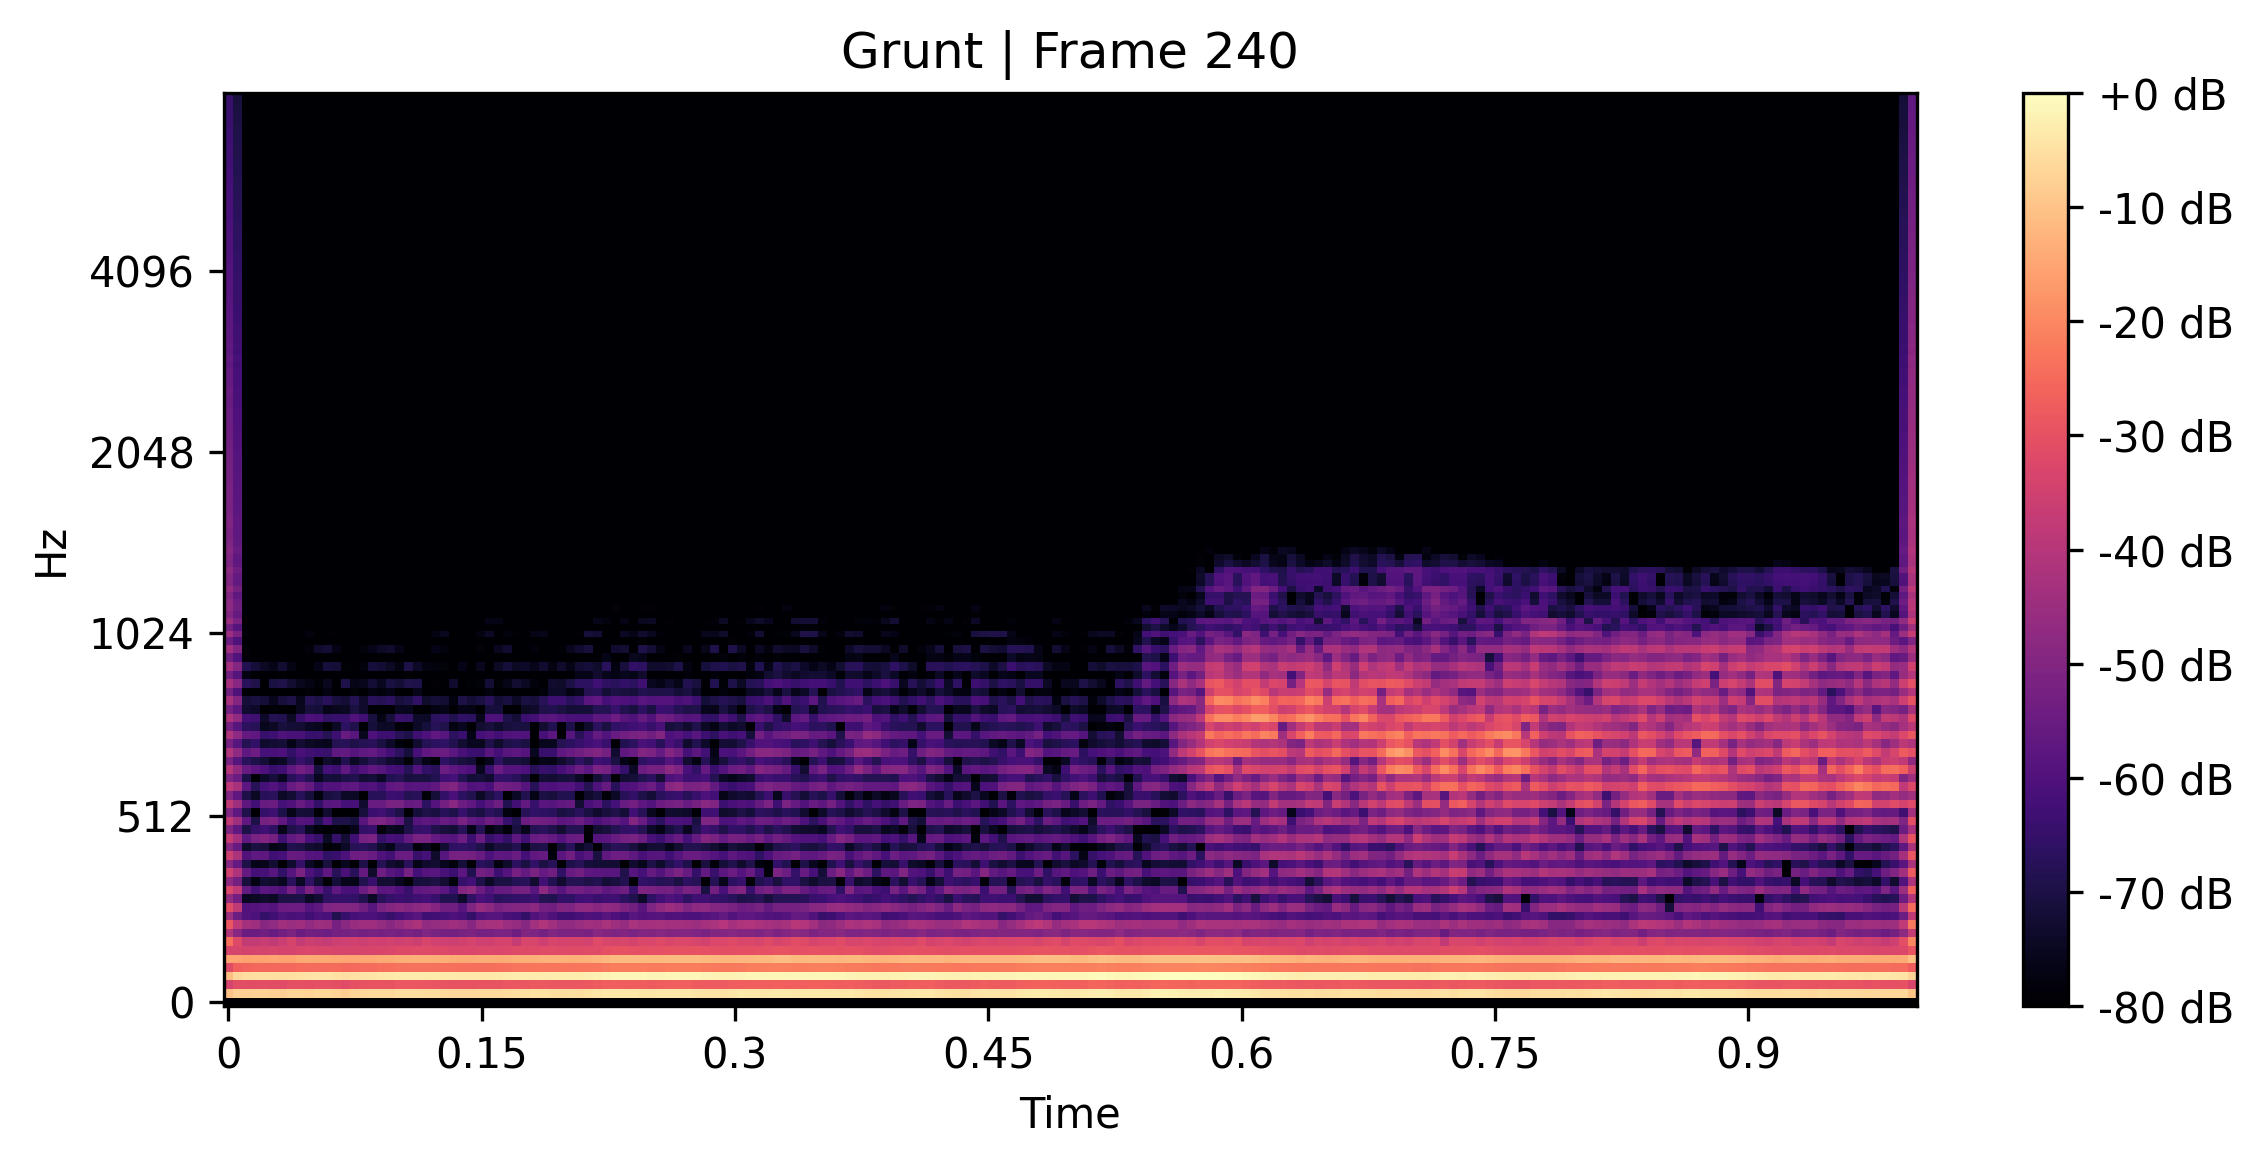 Grunt | Frame 240
+0 dB
-10 dB
-20 dB
-30 dB
-40 dB
-50 dB
-60 dB
-70 dB
-80 dB
4096
2048
1024
512
0
Hz
0 0.15 0.3 0.45 0.6 0.75 0.9
Time